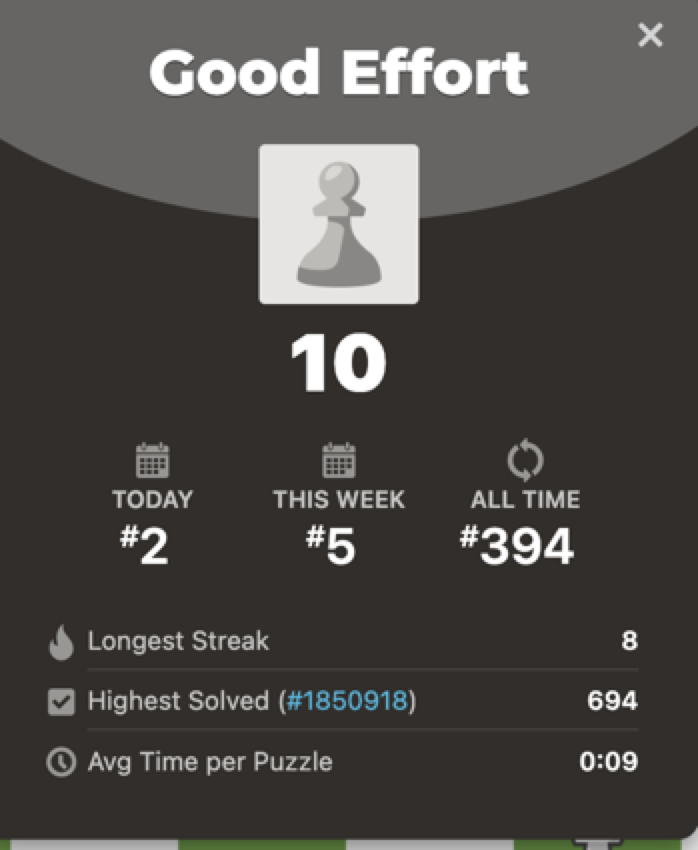 Good Effort
10
TODAY THIS WEEK ALL TIME
#2 #5 #394
Longest Streak 8
Highest Solved (#1850918) 694
Avg Time per Puzzle 0:09